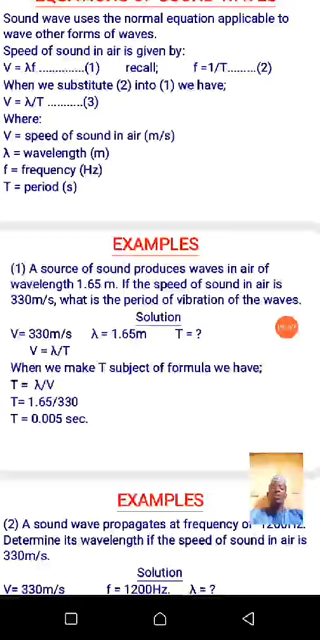 EQUATIONS OF SOUND WAVES
Sound wave uses the normal equation applicable to
wave other forms of waves.
Speed of sound in air is given by:
V = λf .............(1) recall; f =1/T.........(2)
When we substitute (2) into (1) we have;
V = λ/T ...........(3)
Where:
V = speed of sound in air (m/s)
λ = wavelength (m)
f = frequency (Hz)
T = period (s)
EXAMPLES
(1) A source of sound produces waves in air of
wavelength 1.65 m. If the speed of sound in air is
330m/s, what is the period of vibration of the waves.
Solution
V= 330m/s λ = 1.65m T = ?
V = λ/T
When we make T subject of formula we have;
T = λ/V
T= 1.65/330
T = 0.005 sec.
EXAMPLES
(2) A sound wave propagates at frequency of 1200Hz.
Determine its wavelength if the speed of sound in air is
330m/s.
Solution
V= 330m/s f = 1200Hz. λ = ?